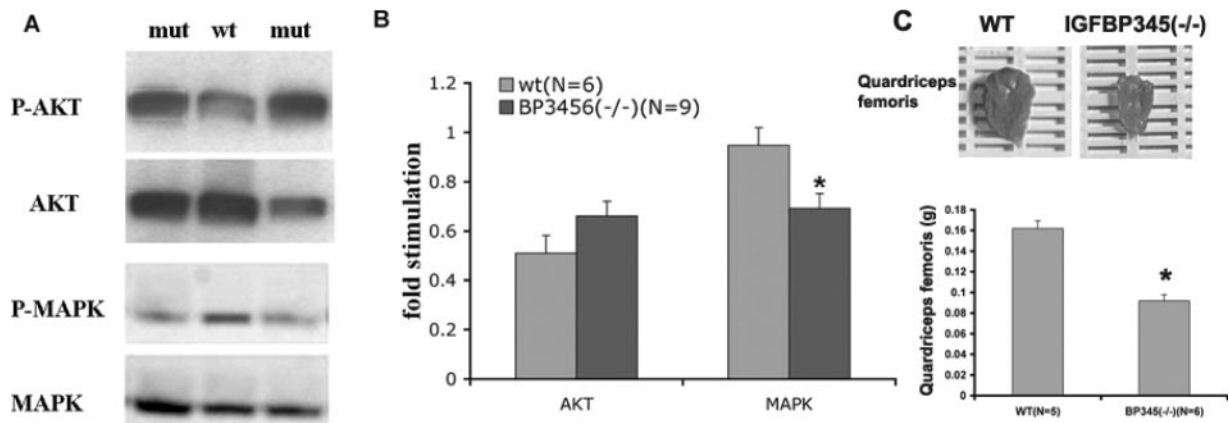 A
mut wt mut
P-AKT
AKT
P-MAPK
MAPK
B
wt(N=6)
BP3456(-/-)(N=9)
fold stimulation
1.2
1
0.8
0.6
0.4
0.2
0
*
AKT MAPK
C
WT IGFBP345(-/-)
Quardriceps
femoris
Quardriceps femoris (g)
0.18
0.16
0.14
0.12
0.1
0.08
0.06
0.04
0.02
0
*
WT(N=5) BP345(-/-)(N=6)